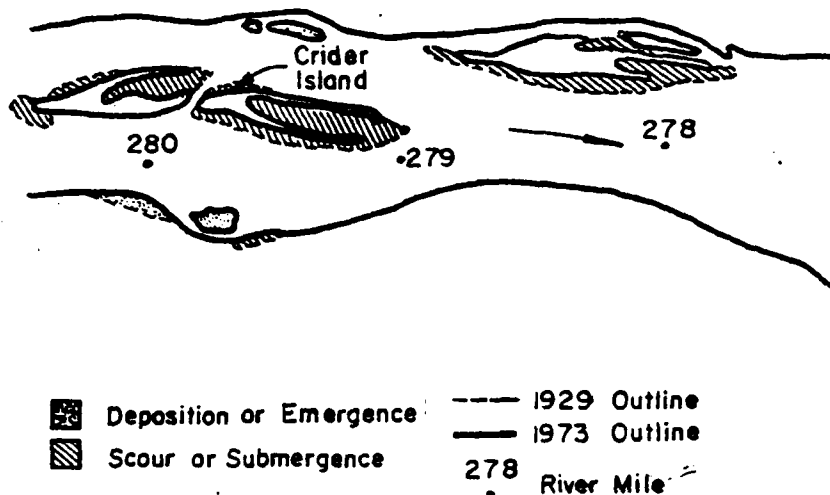 Crider
Island
280
279
278
Deposition or Emergence
Scour or Submergence
1929 Outline
1973 Outline
278
River Mile